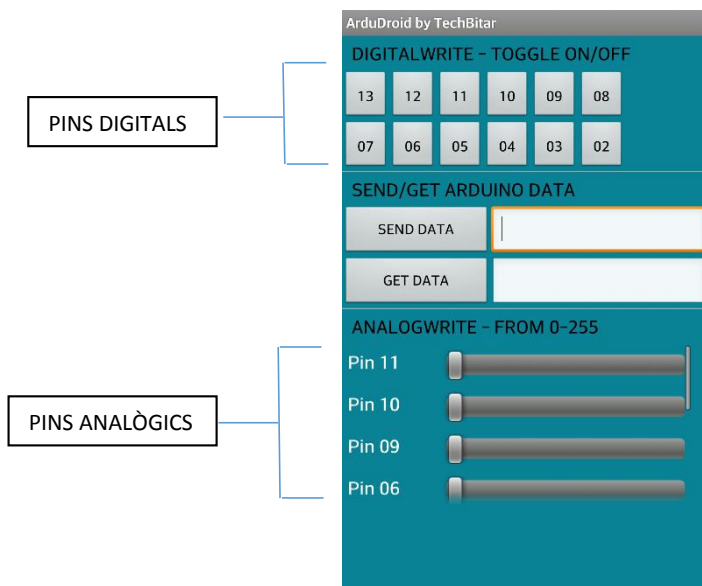 ArduDroid by TechBitar
DIGITALWRITE – TOGGLE ON/OFF
13 12 11 10 09 08
PINS DIGITALS
07 06 05 04 03 02
SEND/GET ARDUINO DATA
SEND DATA
GET DATA
ANALOGWRITE – FROM 0-255
Pin 11
Pin 10
PINS ANALÒGICS
Pin 09
Pin 06